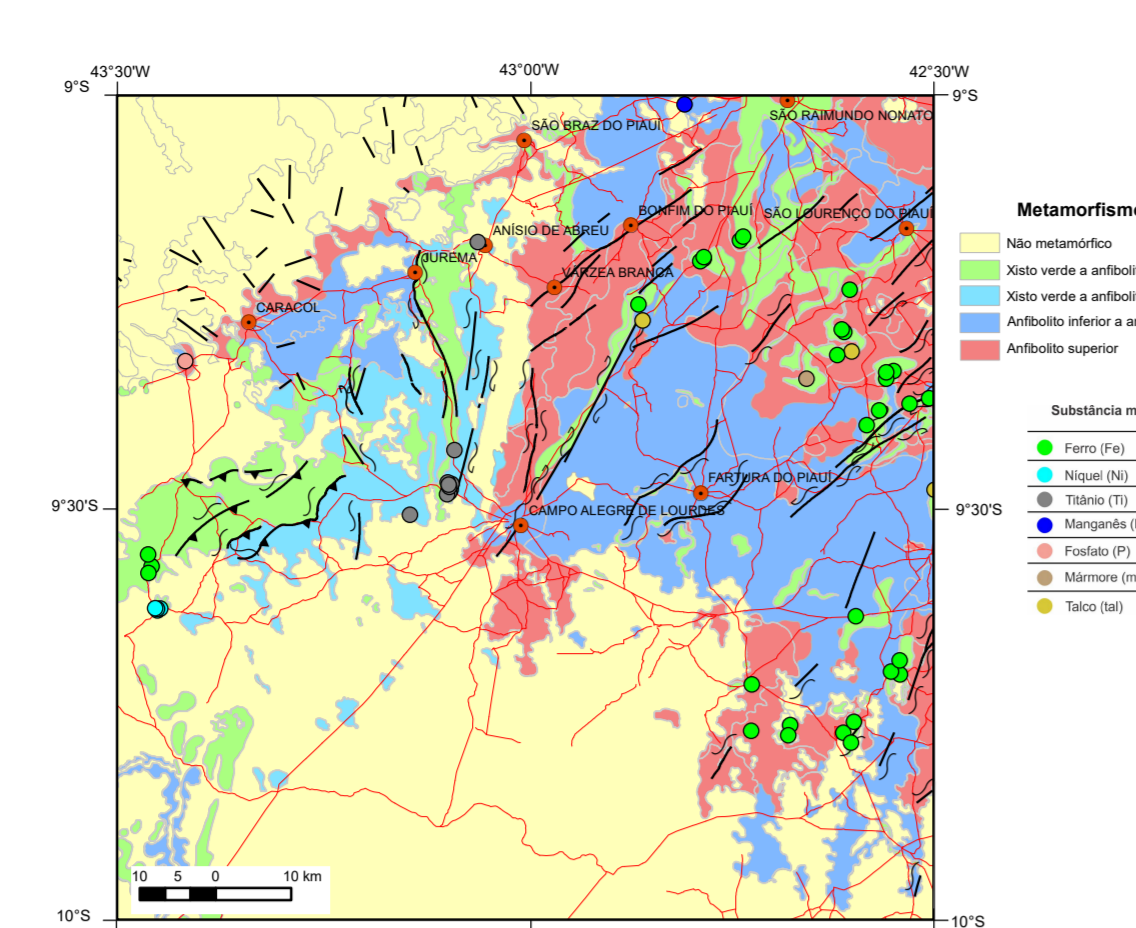 43°30'W
43°00'W
42°30'W
9°S
9°S
SÃO RAIMUNDO NONATO
SÃO BRAZ DO PIAUÍ
BONFIM DO PIAUÍ
SÃO LOURENÇO DO PIAUÍ
ANÍSIO DE ABREU
JUREMA
VÁRZEA BRANCA
CARACOL
FARTURA DO PIAUÍ
CAMPO ALEGRE DE LOURDES
9°30'S
9°30'S
10 5 0 10 km
10°S
10°S
Metamorfismo
Não metamórfico
Xisto verde a anfiboli
Xisto verde a anfiboli
Anfibolito inferior a a
Anfibolito superior
Substância m
Ferro (Fe)
Níquel (Ni)
Titânio (Ti)
Manganês (
Fosfato (P)
Mármore (m
Talco (tal)